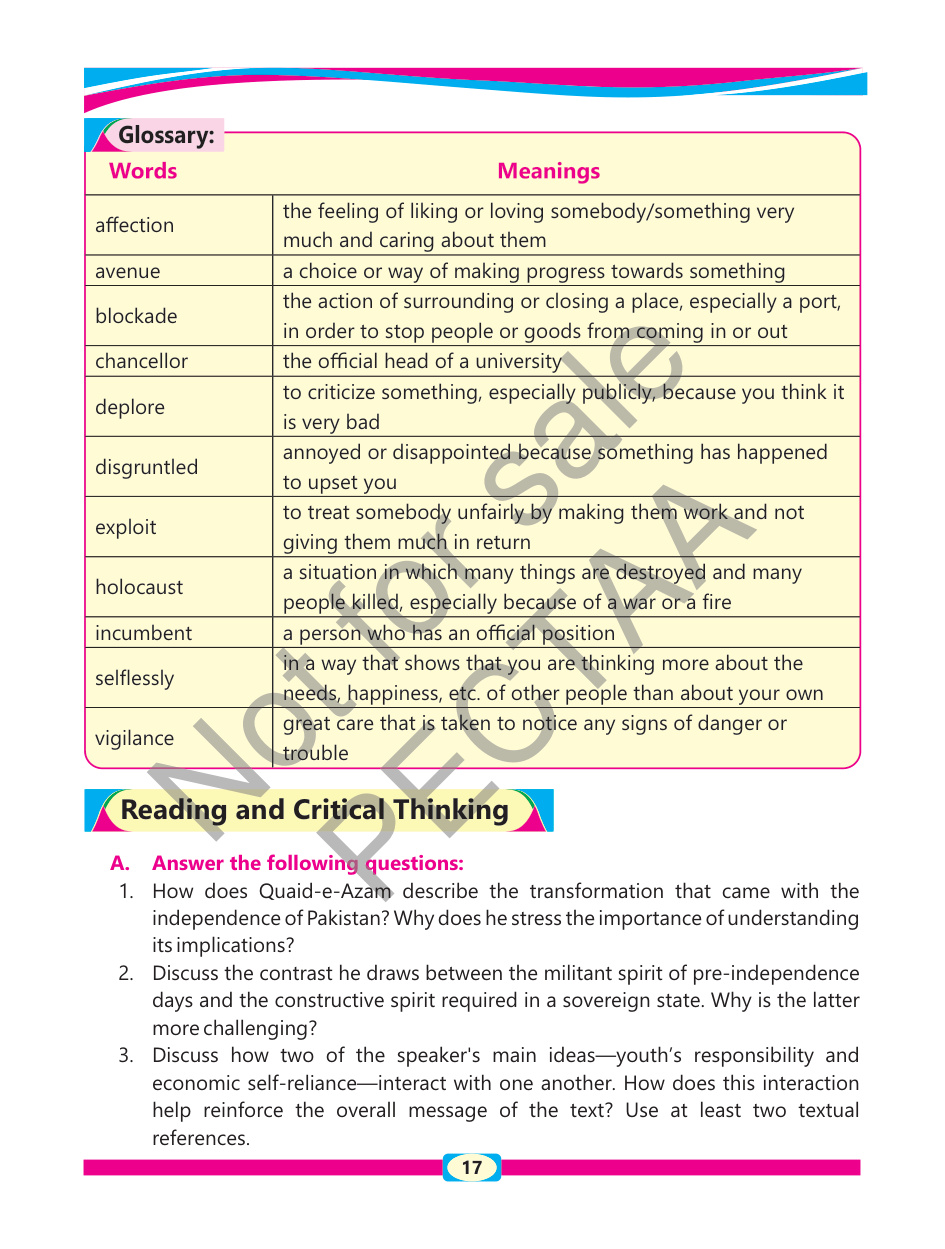 Glossary:
Words Meanings
affection the feeling of liking or loving somebody/something very
much and caring about them
avenue a choice or way of making progress towards something
blockade the action of surrounding or closing a place, especially a port,
in order to stop people or goods from coming in or out
chancellor the official head of a university
deplore to criticize something, especially publicly, because you think it
is very bad
disgruntled annoyed or disappointed because something has happened
to upset you
exploit to treat somebody unfairly by making them work and not
giving them much in return
holocaust a situation in which many things are destroyed and many
people killed, especially because of a war or a fire
incumbent a person who has an official position
selflessly in a way that shows that you are thinking more about the
needs, happiness, etc. of other people than about your own
vigilance great care that is taken to notice any signs of danger or
trouble
Not for sale
PECTAA
Reading and Critical Thinking
A. Answer the following questions:
1. How does Quaid-e-Azam describe the transformation that came with the
independence of Pakistan? Why does he stress the importance of understanding
its implications?
2. Discuss the contrast he draws between the militant spirit of pre-independence
days and the constructive spirit required in a sovereign state. Why is the latter
more challenging?
3. Discuss how two of the speaker's main ideas—youth’s responsibility and
economic self-reliance—interact with one another. How does this interaction
help reinforce the overall message of the text? Use at least two textual
references.
17